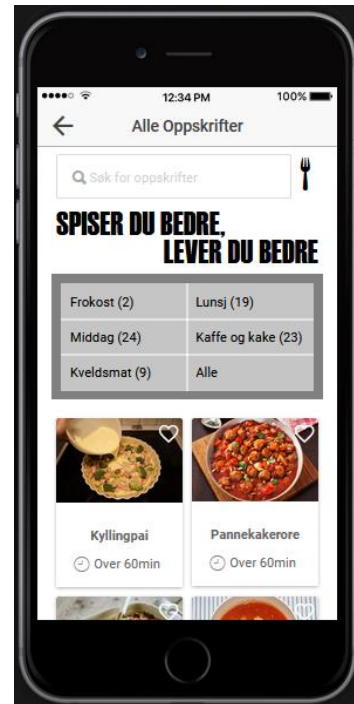 12:34 PM
100%
Alle Oppskrifter
Søk for oppskrifter
SPISER DU BEDRE,
LEVER DU BEDRE
Frokost (2)
Lunsj (19)
Middag (24)
Kaffe og kake (23)
Kveldsmat (9)
Alle
Kyllingpai
Pannekakerore
Over 60min
Over 60min